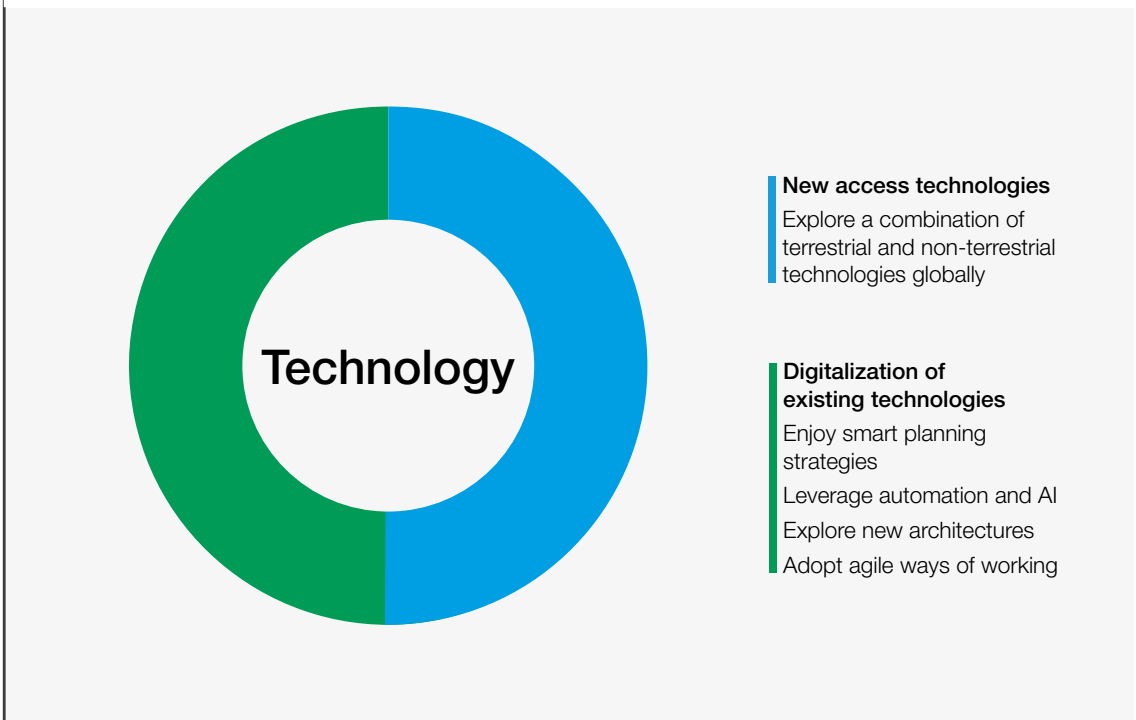 Technology
New access technologies
Explore a combination of
terrestrial and non-terrestrial
technologies globally
Digitalization of
existing technologies
Enjoy smart planning
strategies
Leverage automation and AI
Explore new architectures
Adopt agile ways of working